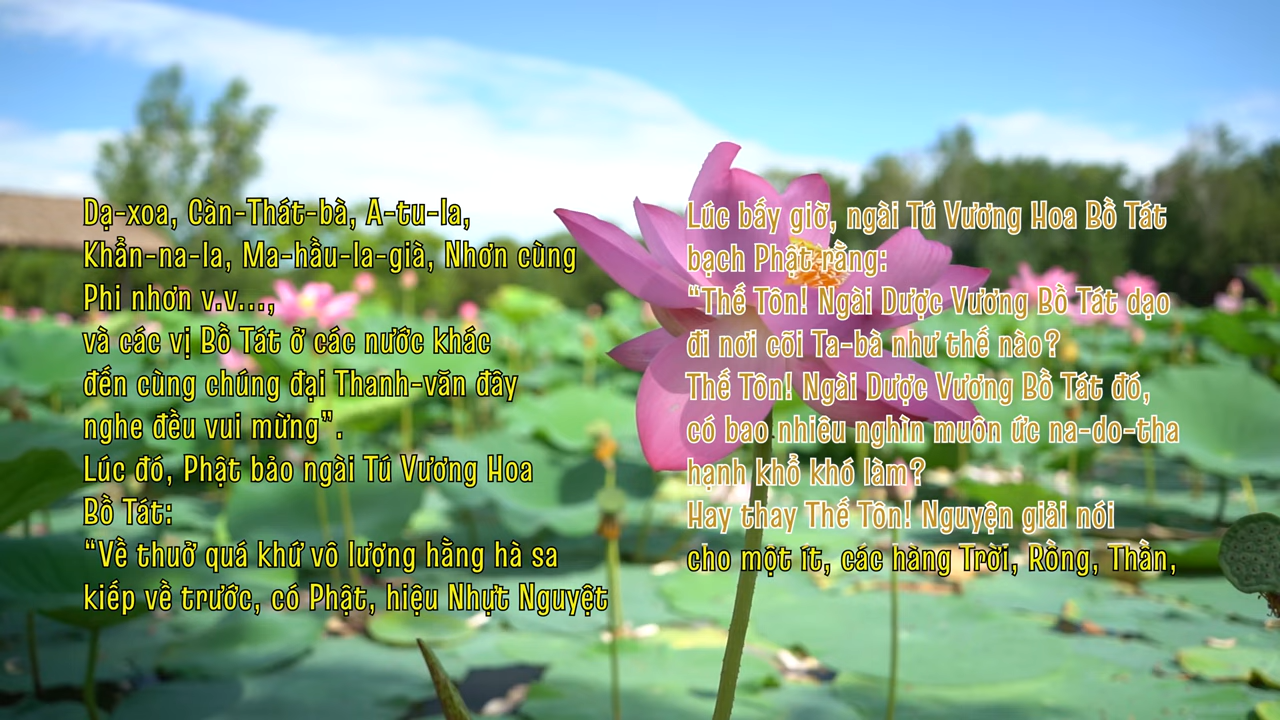 Dạ-xoa, Càn-Thát-bà, A-tu-la,
Khẩn-na-la, Ma-hầu-la-già, Nhơn cùng
Phi nhơn v.v...,
và các vị Bồ Tát ở các nước khác
đến cùng chúng đại Thanh-văn đây
nghe đều vui mừng”.
Lúc đó, Phật bảo ngài Tú Vương Hoa
Bồ Tát:
“Về thuở quá khứ vô lượng hằng hà sa
kiếp về trước, có Phật, hiệu Nhựt Nguyệt
Lúc bấy giờ, ngài Tú Vương Hoa Bồ Tát
bạch Phật rằng:
“Thế Tôn! Ngài Dược Vương Bồ Tát dạo
đi nơi cõi Ta-bà như thế nào?
Thế Tôn! Ngài Dược Vương Bồ Tát đó,
có bao nhiêu nghìn muôn ức na-do-tha
hạnh khổ khó làm?
Hay thay Thế Tôn! Nguyện giải nói
cho một ít, các hàng Trời, Rồng, Thần,